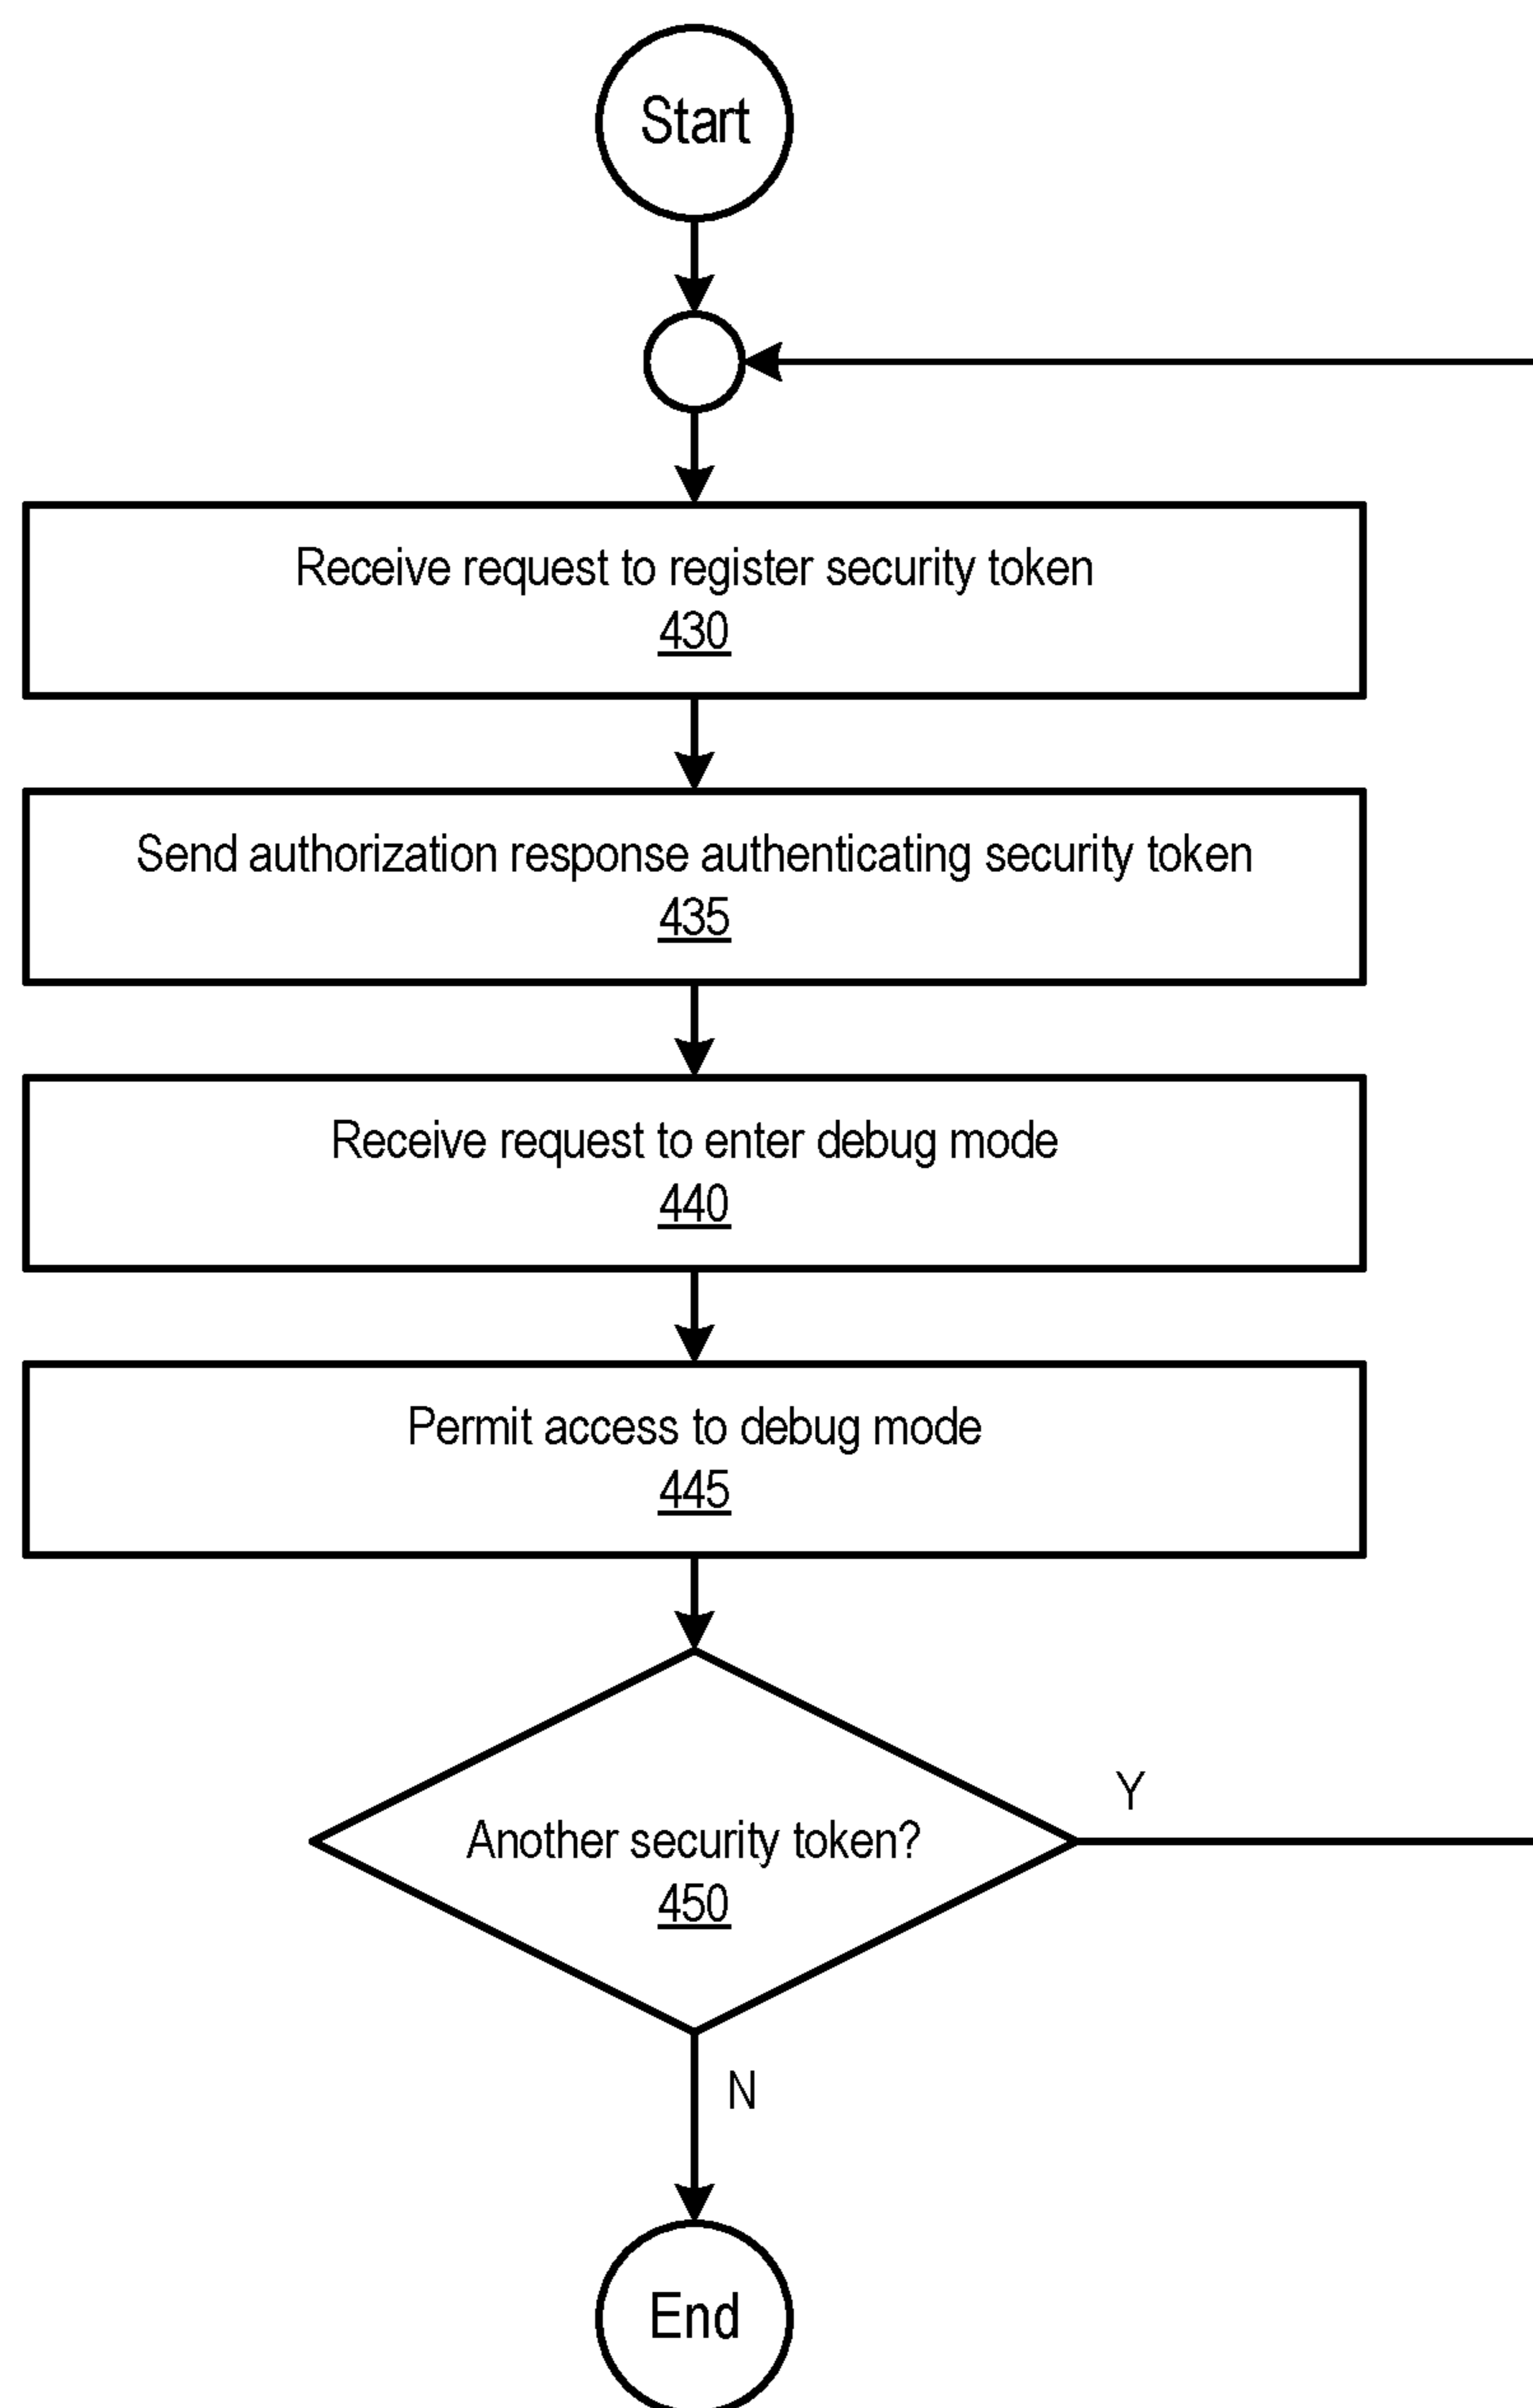 Start
Receive request to register security token
430
Send authorization response authenticating security token
435
Receive request to enter debug mode
440
Permit access to debug mode
445
Another security token?
450
Y
N
End